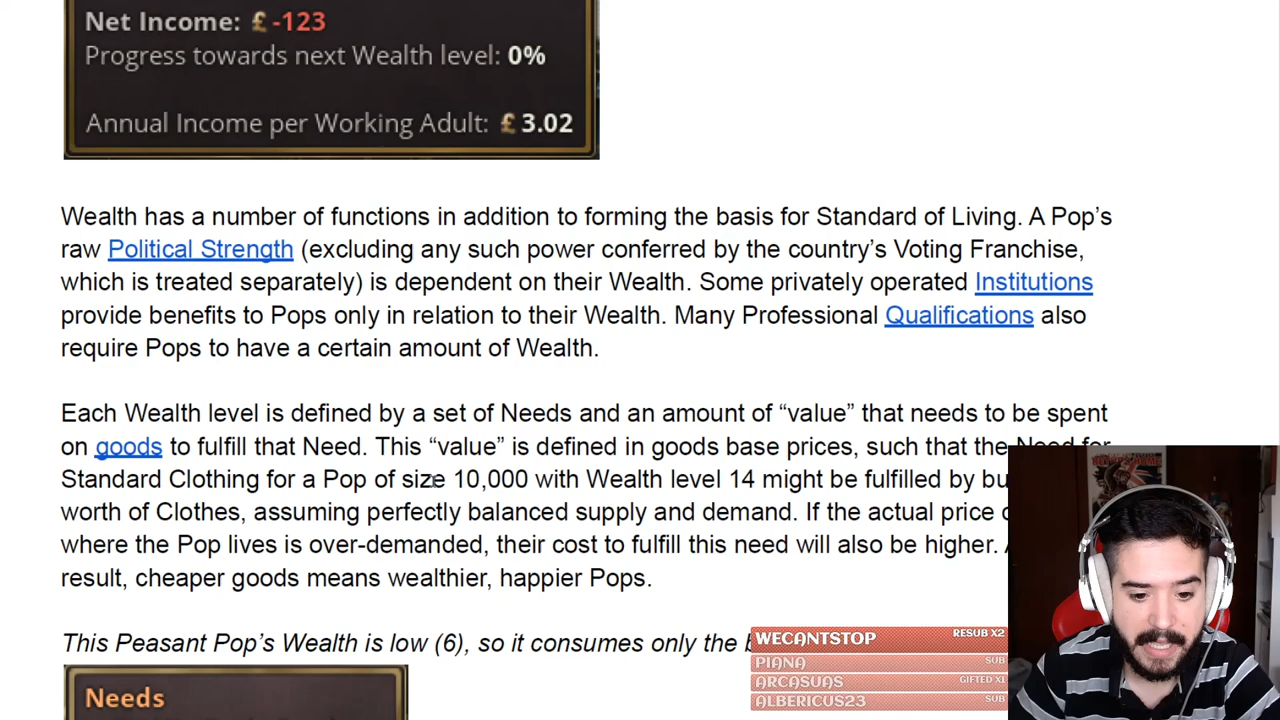 Net Income: £ -123
Progress towards next Wealth level: 0%
Annual Income per Working Adult: £ 3.02
Wealth has a number of functions in addition to forming the basis for Standard of Living. A Pop’s
raw Political Strength (excluding any such power conferred by the country’s Voting Franchise,
which is treated separately) is dependent on their Wealth. Some privately operated Institutions
provide benefits to Pops only in relation to their Wealth. Many Professional Qualifications also
require Pops to have a certain amount of Wealth.
Each Wealth level is defined by a set of Needs and an amount of “value” that needs to be spent
on goods to fulfill that Need. This “value” is defined in goods base prices, such that the Need for
Standard Clothing for a Pop of size 10,000 with Wealth level 14 might be fulfilled by
worth of Clothes, assuming perfectly balanced supply and demand. If the actual price
where the Pop lives is over-demanded, their cost to fulfill this need will also be higher.
result, cheaper goods means wealthier, happier Pops.
This Peasant Pop’s Wealth is low (6), so it consumes only the
WECANTSTOP RESUB X2
PIANA SUB
ARCASUAS GIFTED X1
ALBERICUS23 SUB
Needs